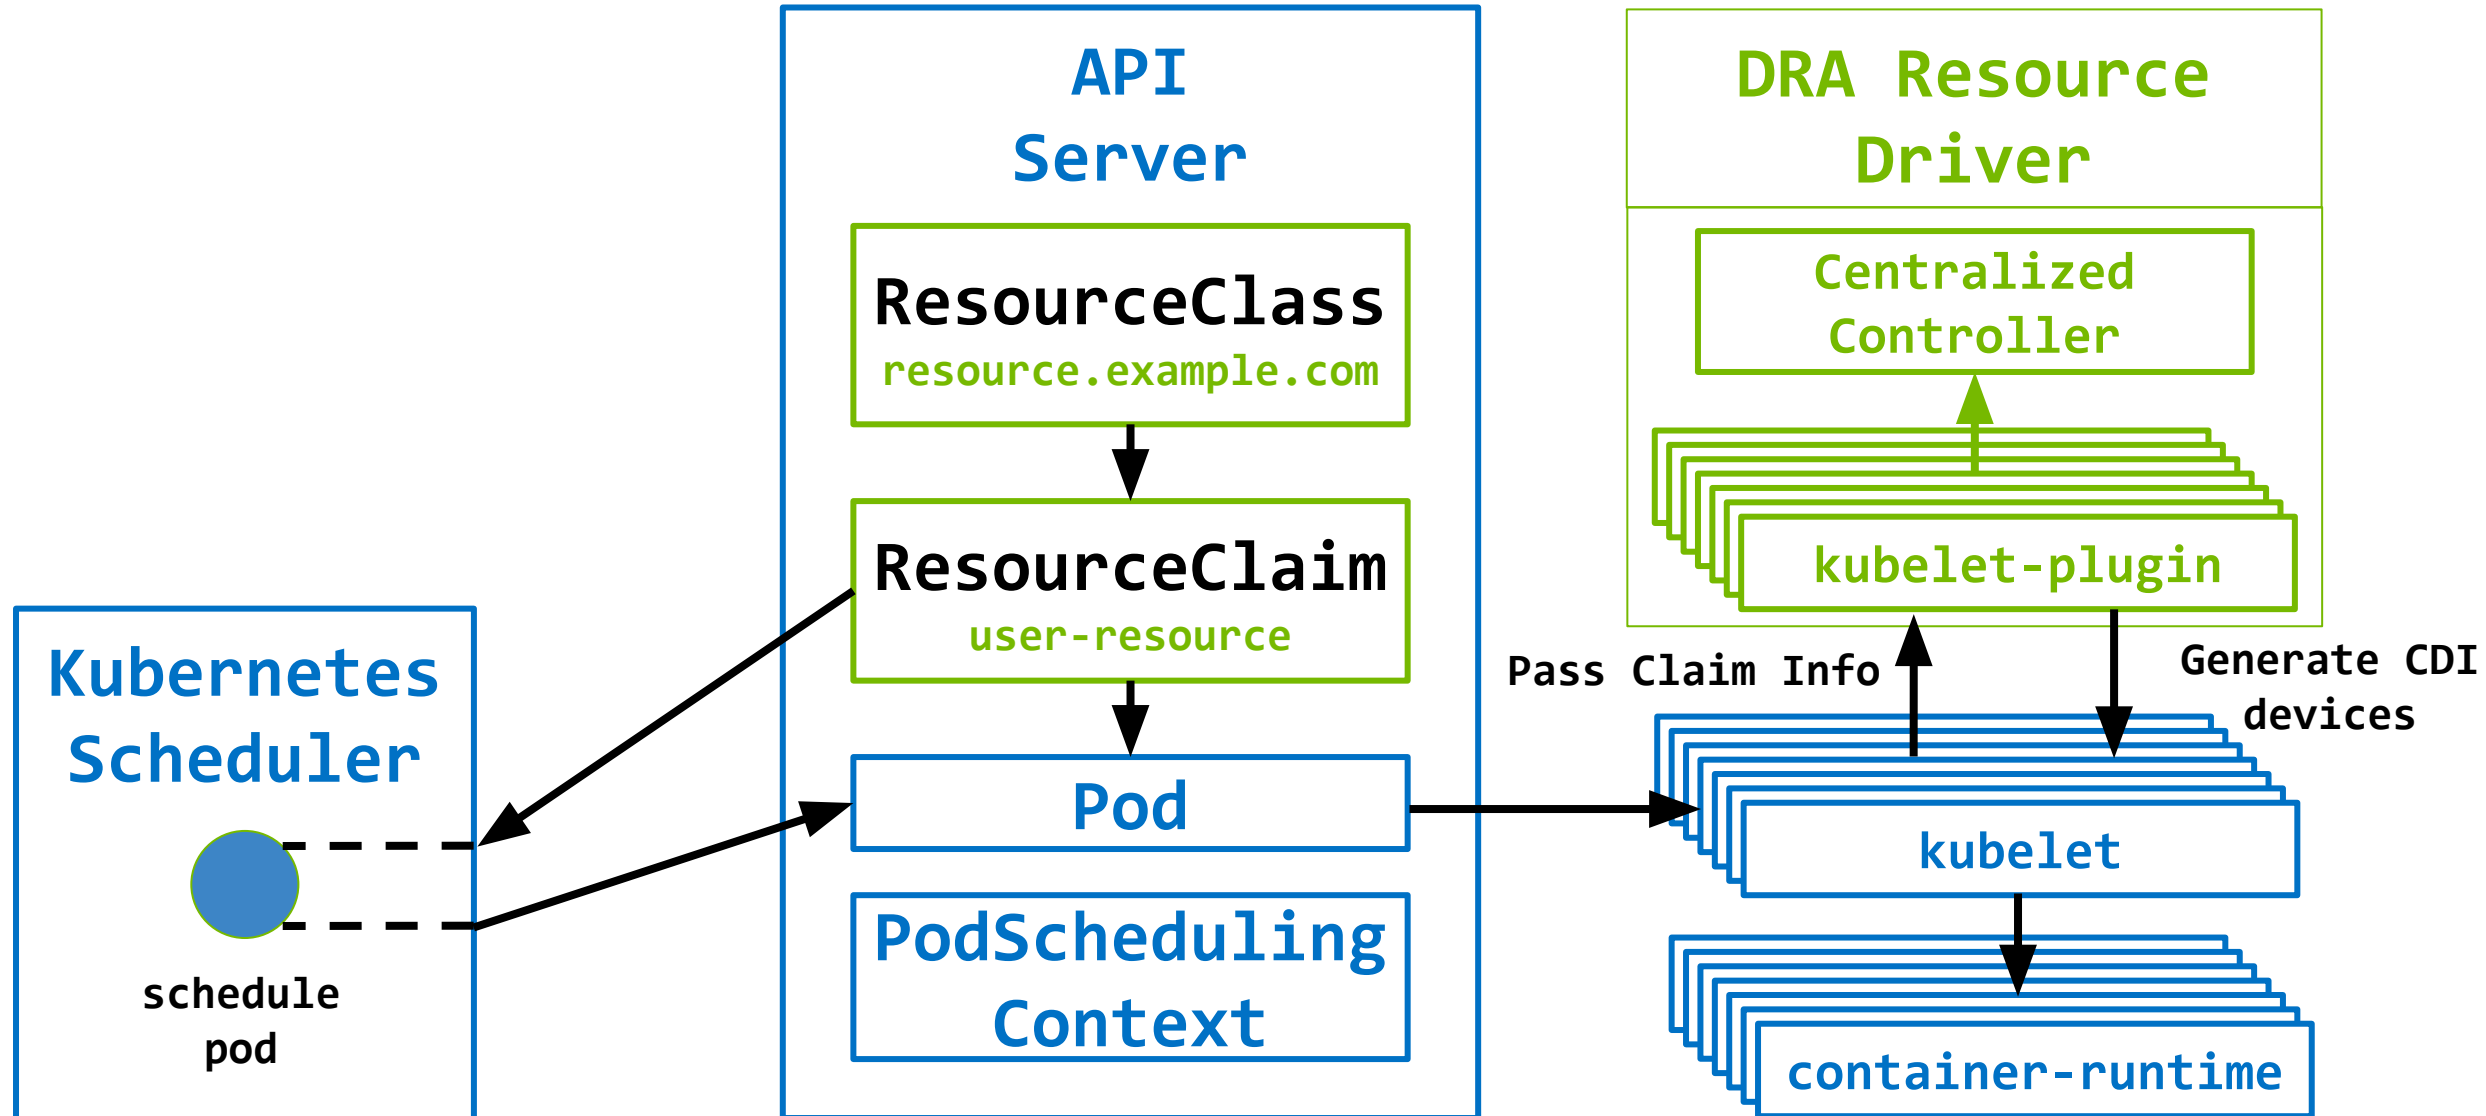 API
Server
ResourceClass
resource.example.com
ResourceClaim
user-resource
Pod
PodScheduling
Context
Kubernetes
Scheduler
schedule
pod
DRA Resource
Driver
Centralized
Controller
kubelet-plugin
Pass Claim Info
Generate CDI
devices
kubelet
container-runtime